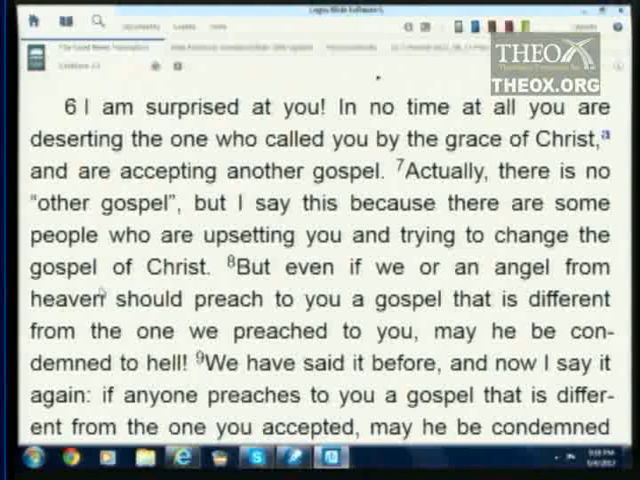 Logos Bible Software 5
THEOX
THEOX.ORG
6 I am surprised at you! In no time at all you are
deserting the one who called you by the grace of Christ,a
and are accepting another gospel. 7Actually, there is no
“other gospel”, but I say this because there are some
people who are upsetting you and trying to change the
gospel of Christ. 8But even if we or an angel from
heaven should preach to you a gospel that is different
from the one we preached to you, may he be con-
demned to hell! 9We have said it before, and now I say it
again: if anyone preaches to you a gospel that is differ-
ent from the one you accepted, may he be condemned